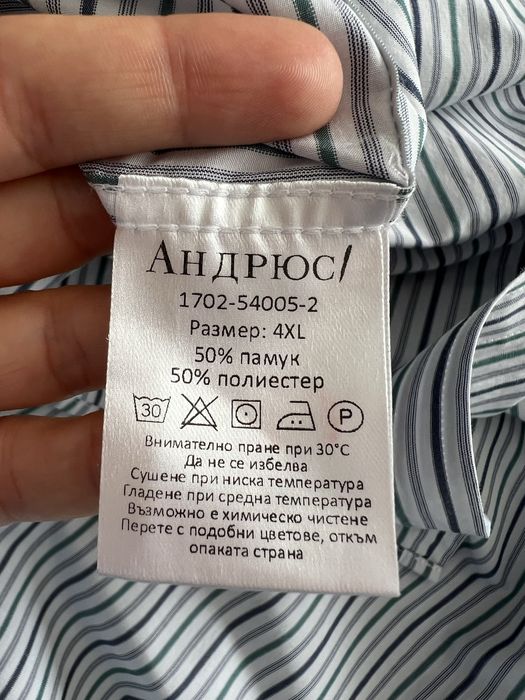 АНДРЮС/
1702-54005-2
Размер: 4XL
50% памук
50% полиестер
30 P
Внимателно пране при 30°C
Да не се избелва
Сушене при ниска температура
Гладене при средна температура
Възможно е химическо чистене
Перете с подобни цветове, откъм
опаката страна